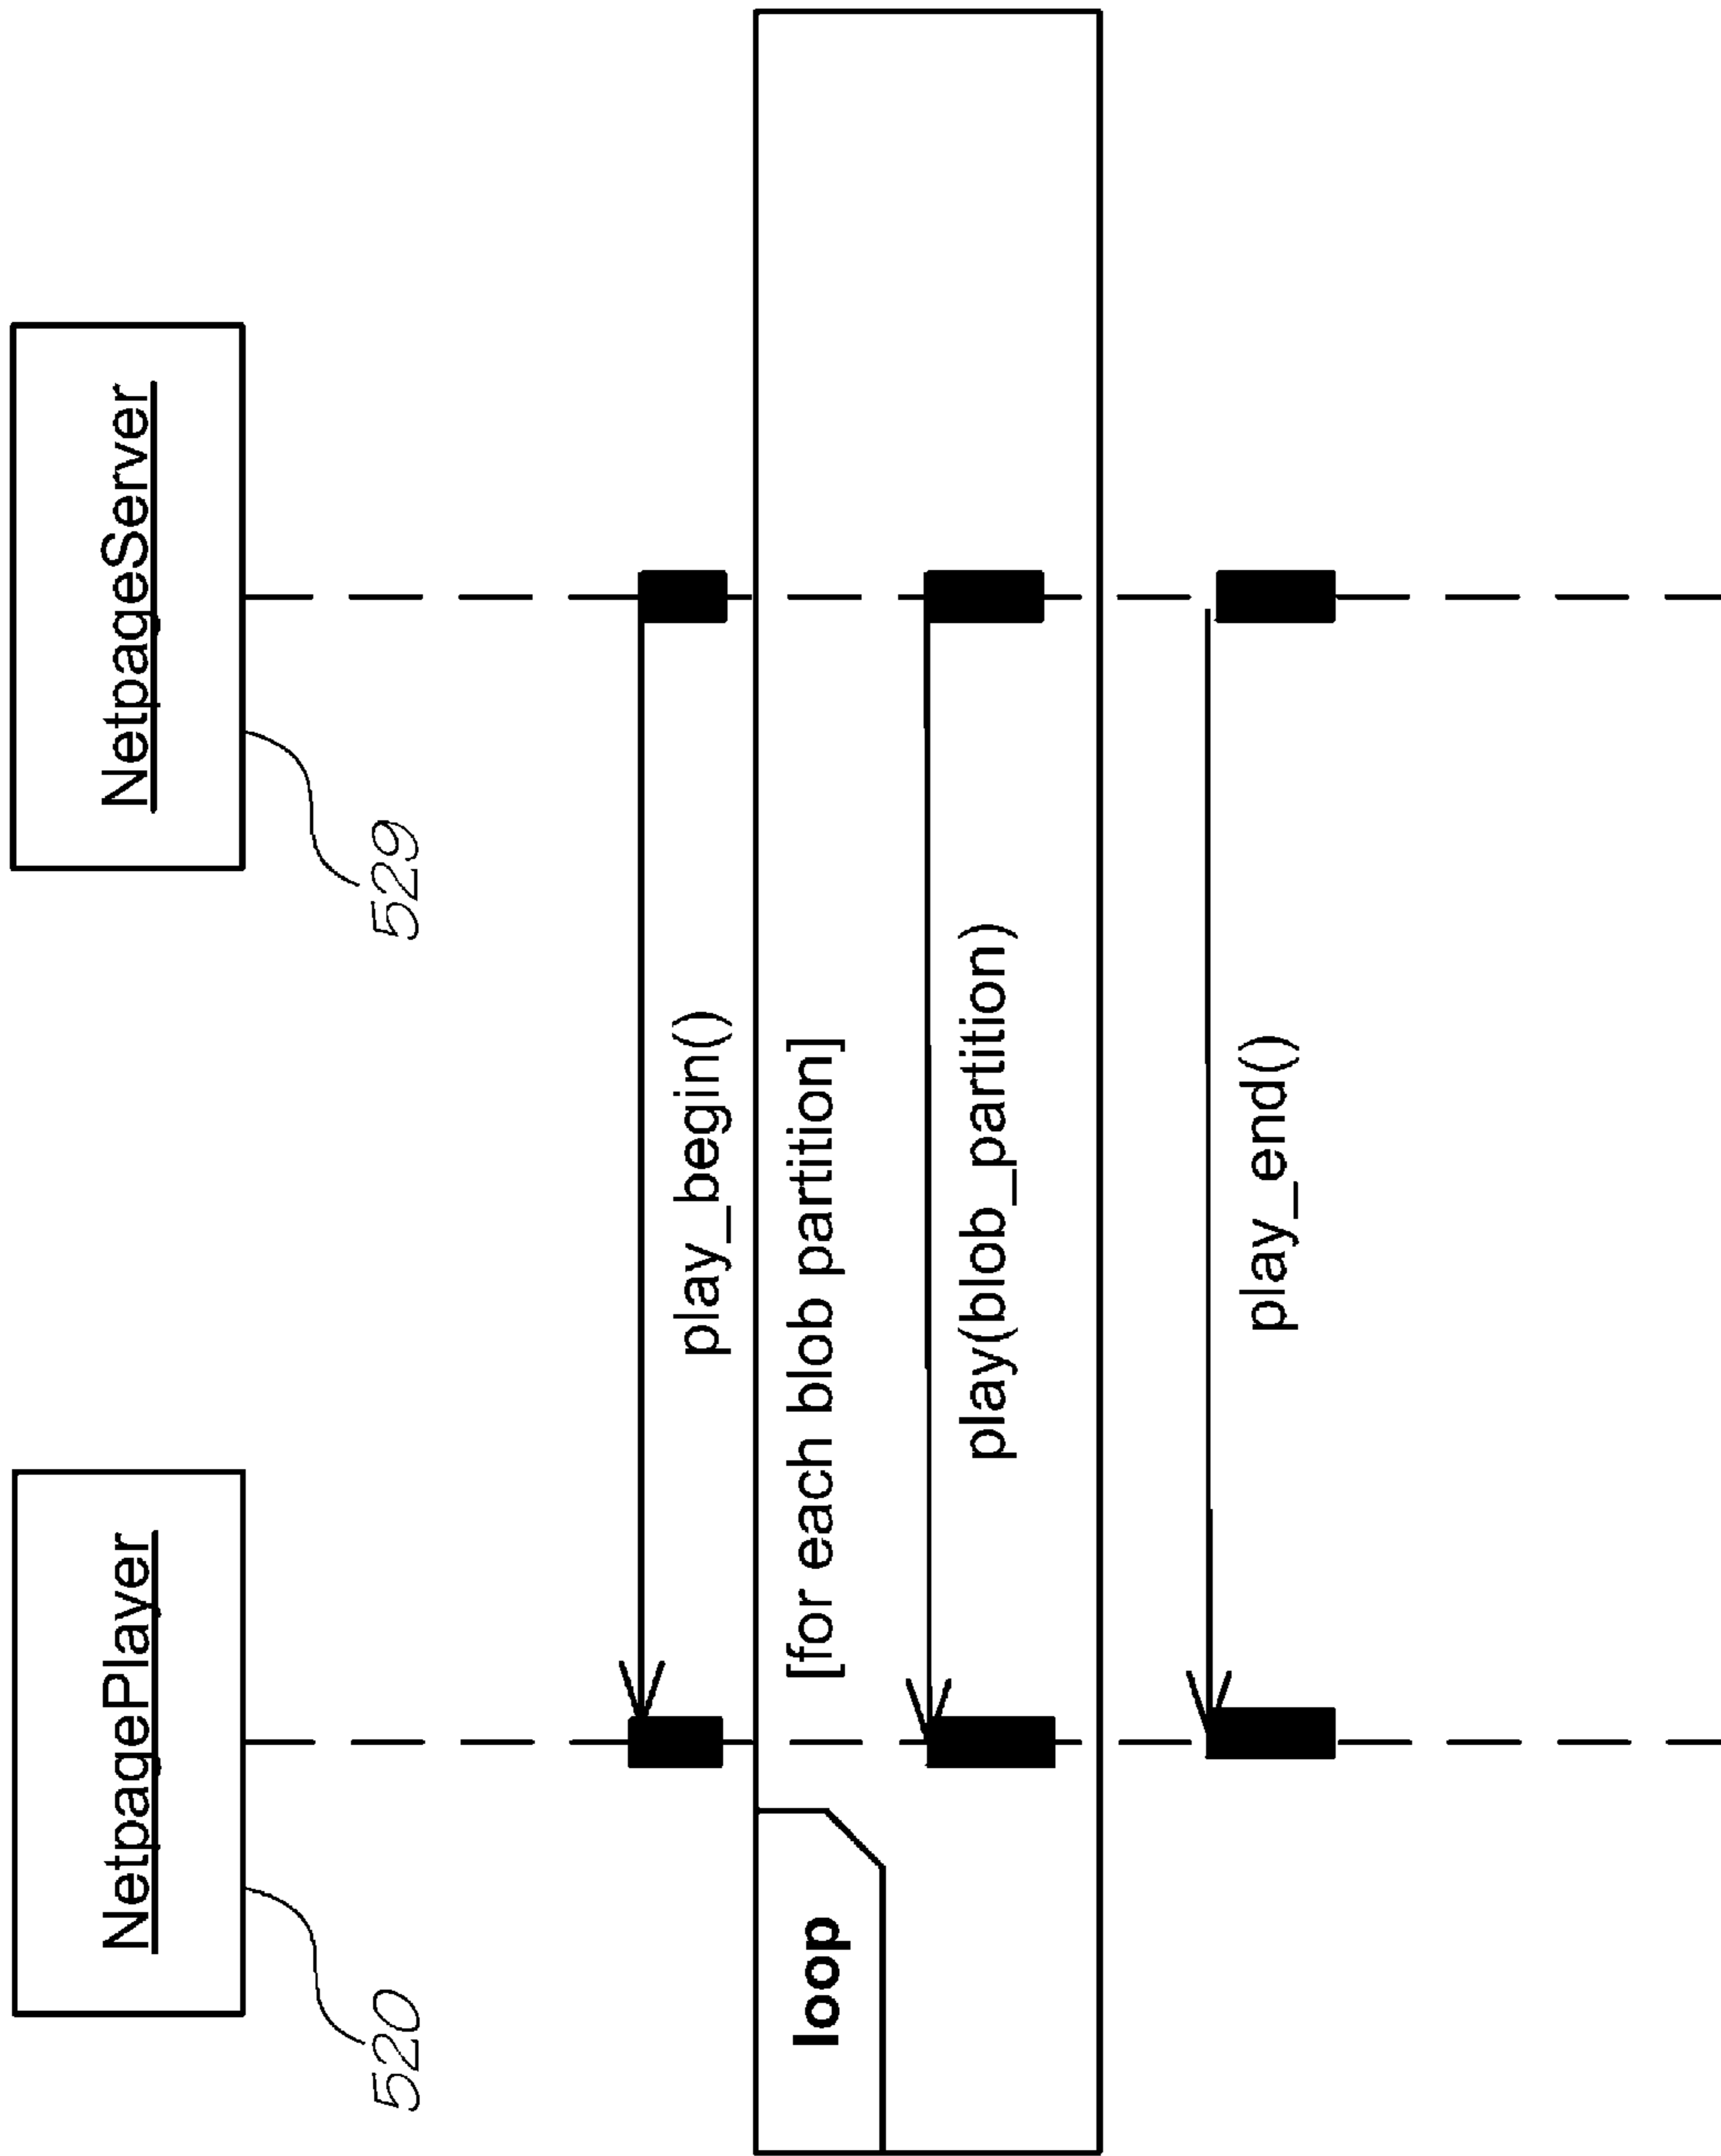 NetpagePlayer
NetpageServer
520
529
play_begin()
loop
[for each blob partition]
play(blob_partition)
play_end()